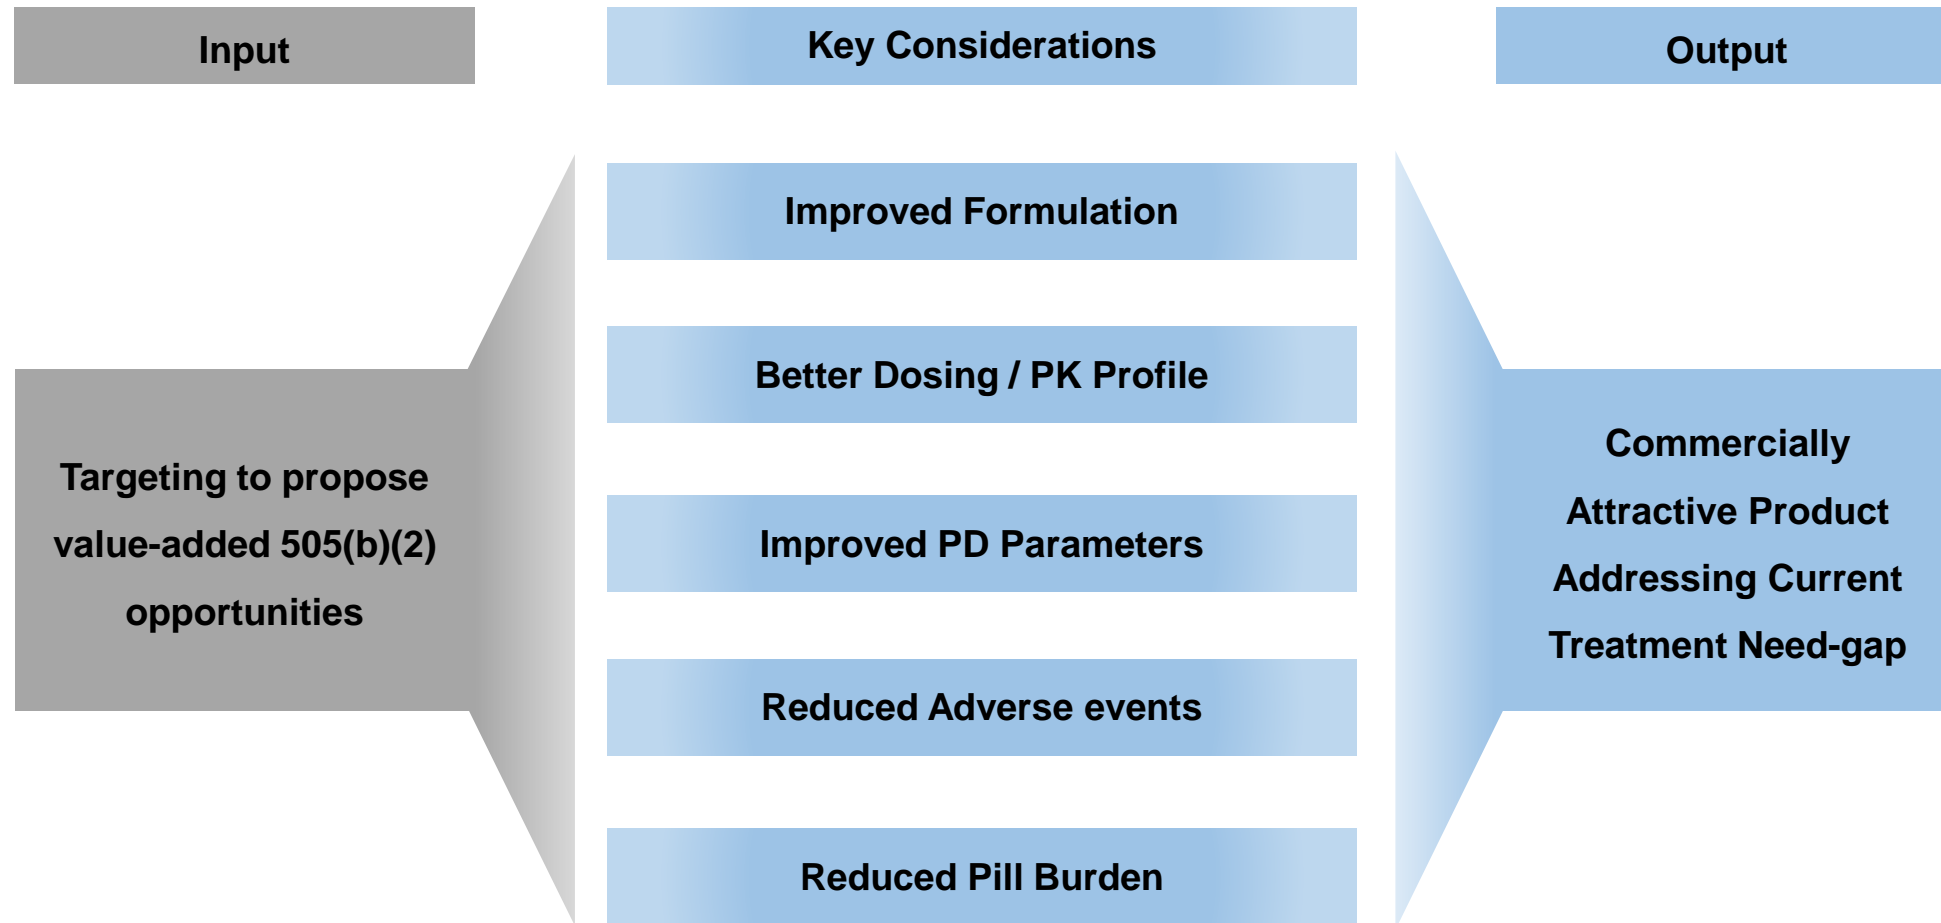 Input
Key Considerations
Output
Targeting to propose
value-added 505(b)(2)
opportunities
Improved Formulation
Better Dosing / PK Profile
Improved PD Parameters
Reduced Adverse events
Reduced Pill Burden
Commercially
Attractive Product
Addressing Current
Treatment Need-gap